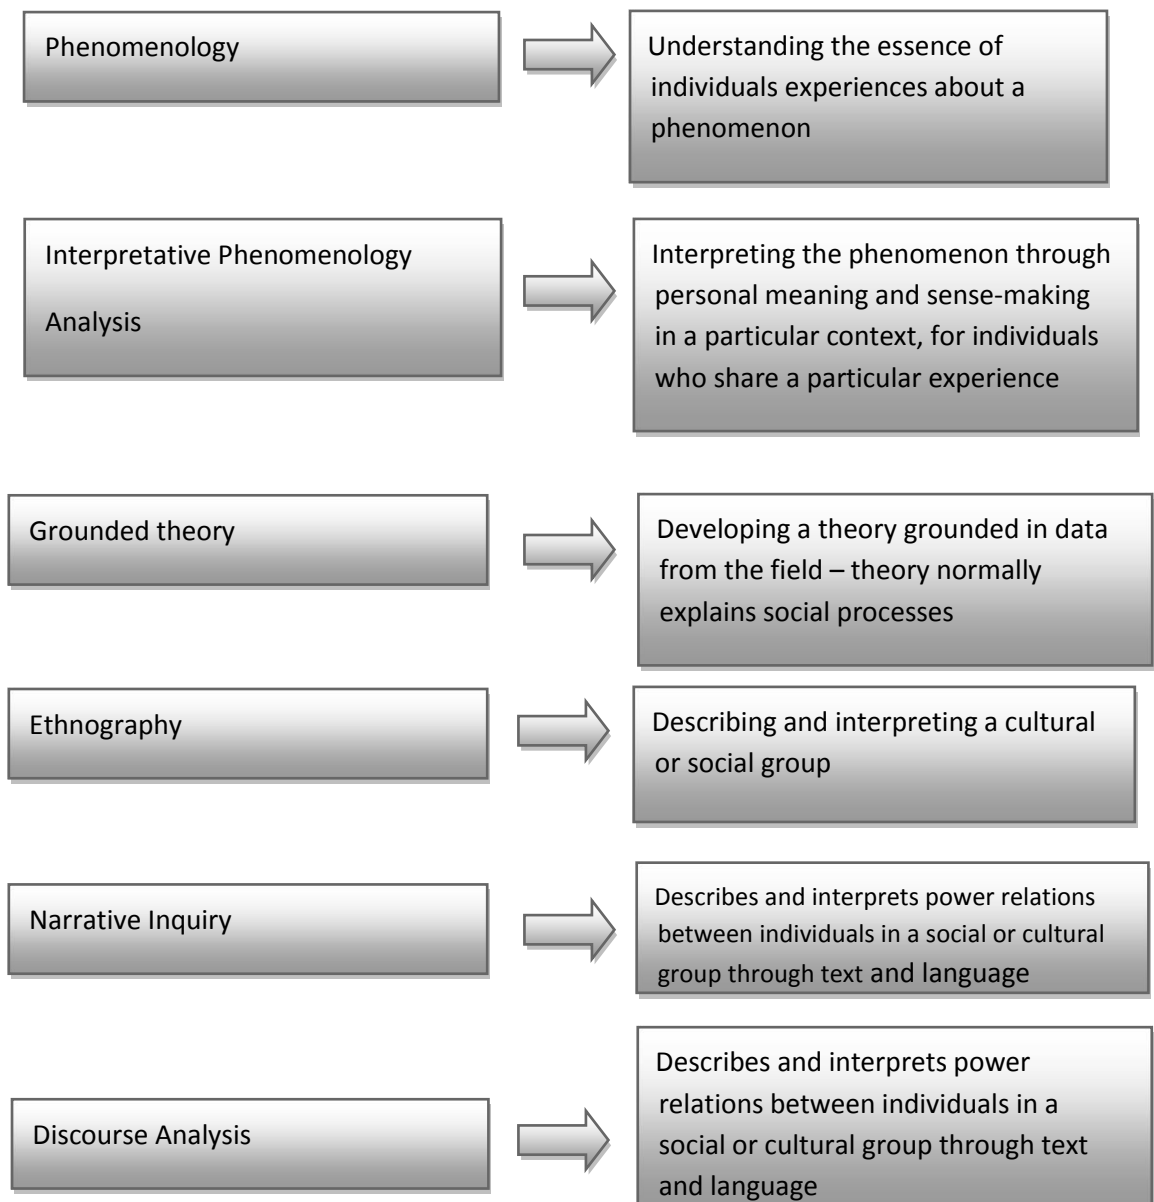 Phenomenology
Understanding the essence of
individuals experiences about a
phenomenon
Interpretative Phenomenology
Analysis
Interpreting the phenomenon through
personal meaning and sense-making
in a particular context, for individuals
who share a particular experience
Grounded theory
Developing a theory grounded in data
from the field – theory normally
explains social processes
Ethnography
Describing and interpreting a cultural
or social group
Narrative Inquiry
Describes and interprets power relations
between individuals in a social or cultural
group through text and language
Discourse Analysis
Describes and interprets power
relations between individuals in a
social or cultural group through text
and language